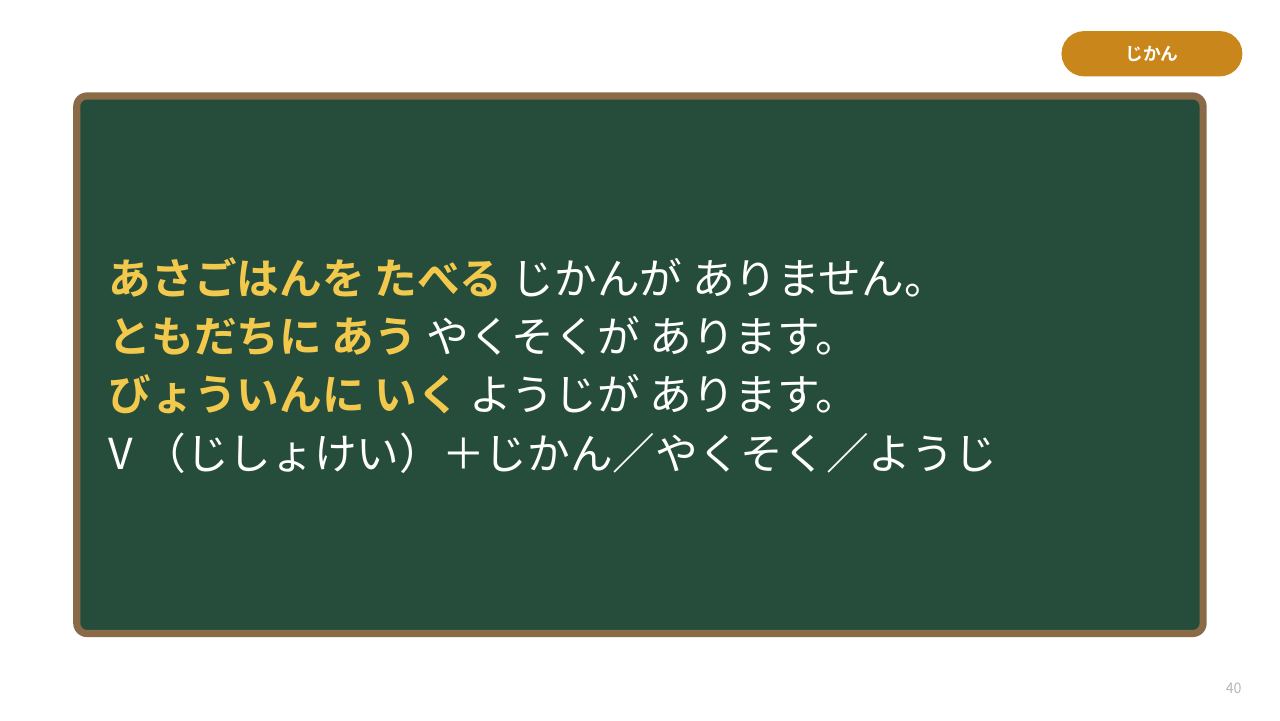 じかん
あさごはんを たべる じかんが ありません。
ともだちに あう やくそくが あります。
びょういんに いく ようじが あります。
V （じしょけい）＋じかん／やくそく／ようじ
40